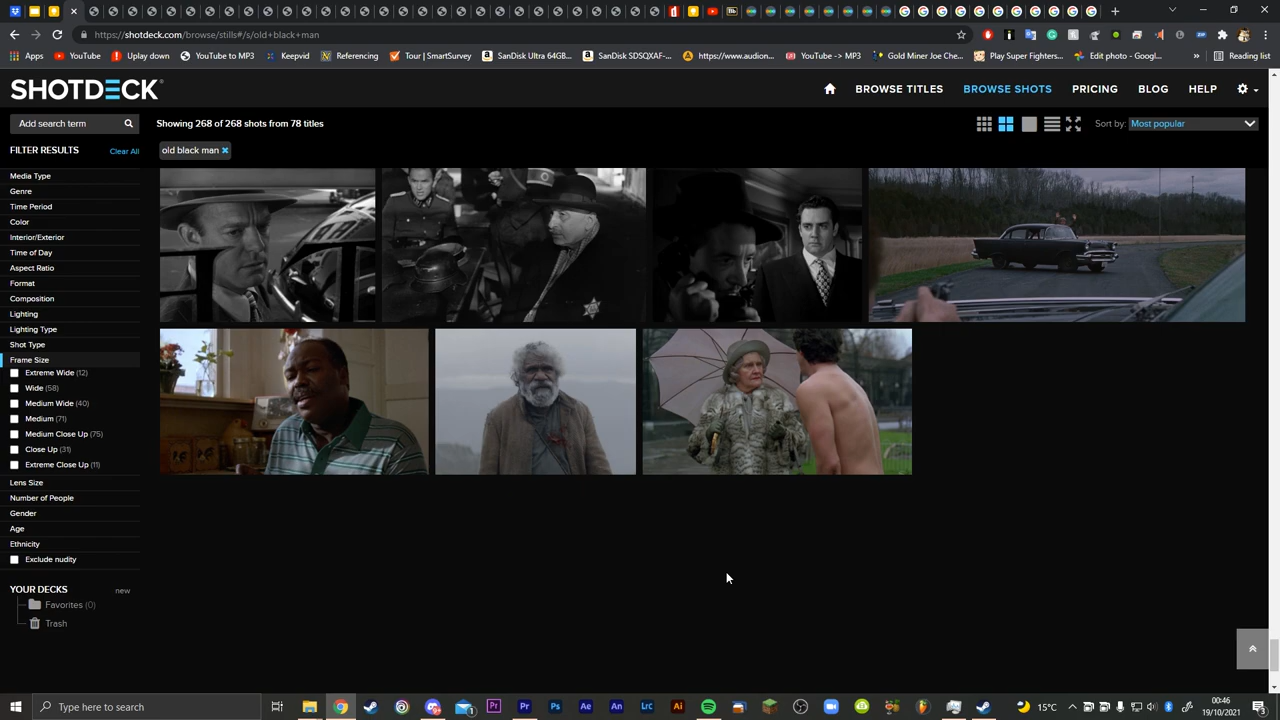 https://shotdeck.com/browse/stills#/s/old+black+man
Apps YouTube Uplay down YouTube to MP3 Keepvid Referencing Tour | SmartSurvey SanDisk Ultra 64GB... SanDisk SDSQXAF-... https://www.audion... YouTube -> MP3 Gold Miner Joe Che... Play Super Fighters... Edit photo - Googl... » Reading list
SHOTDECK
BROWSE TITLES BROWSE SHOTS PRICING BLOG HELP
Add search term
Showing 268 of 268 shots from 78 titles
Sort by: Most popular
FILTER RESULTS Clear All
old black man ×
Media Type
Genre
Time Period
Color
Interior/Exterior
Time of Day
Aspect Ratio
Format
Composition
Lighting
Lighting Type
Shot Type
Frame Size
Extreme Wide (12)
Wide (58)
Medium Wide (40)
Medium (71)
Medium Close Up (75)
Close Up (31)
Extreme Close Up (11)
Lens Size
Number of People
Gender
Age
Ethnicity
Exclude nudity
YOUR DECKS new
Favorites (0)
Trash
Type here to search
Pr Pr Ps Ae An LrC Ai
15°C
00:46
19/10/2021